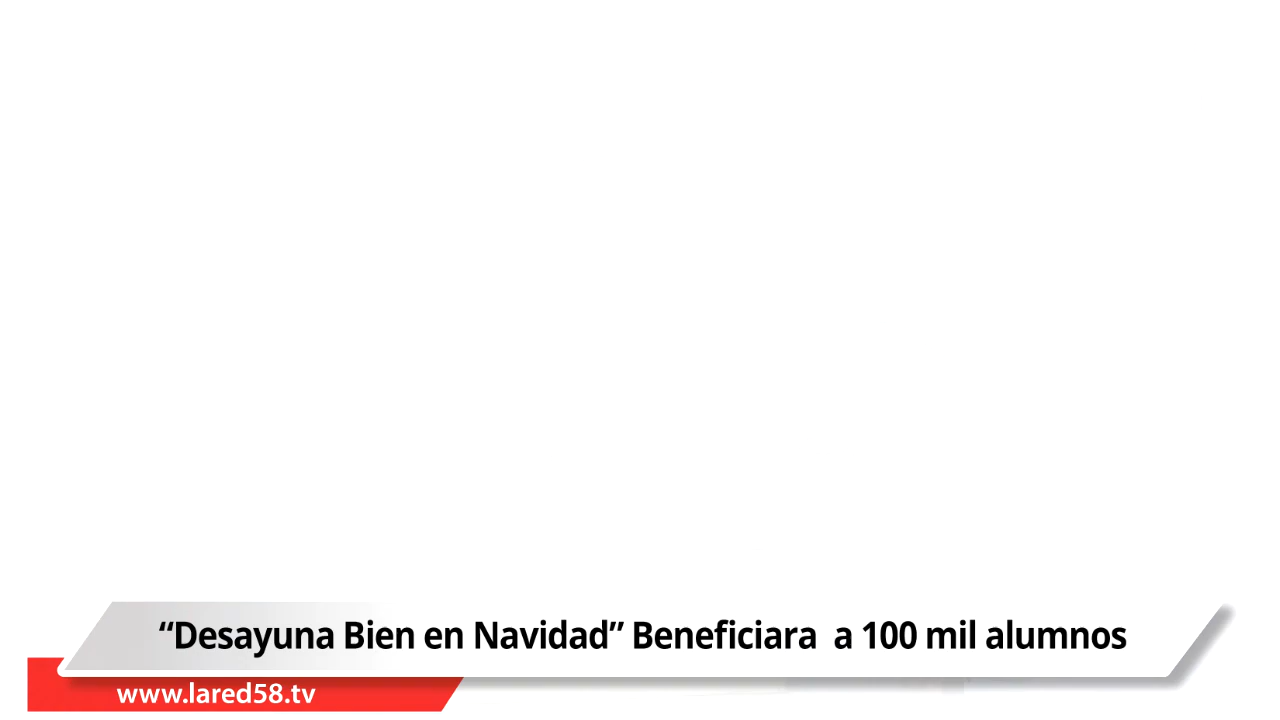 “Desayuna Bien en Navidad” Beneficiara  a 100 mil alumnos
www.lared58.tv